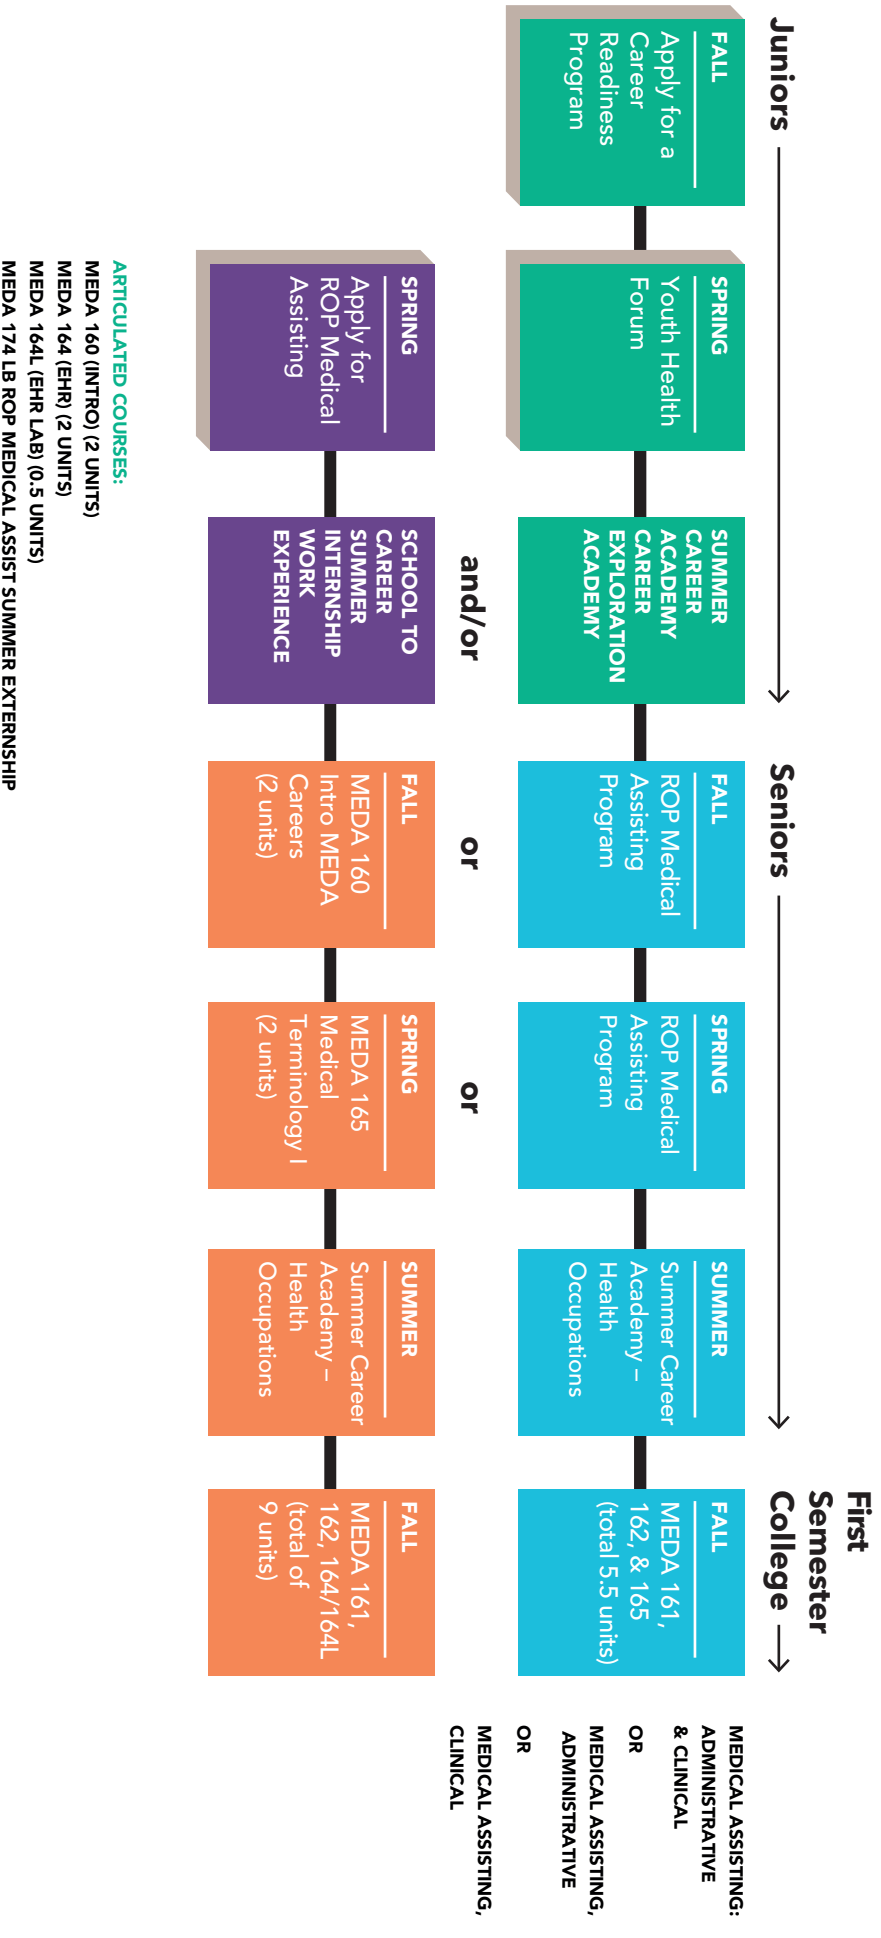 Juniors
Seniors
First
Semester
College
FALL
Apply for a
Career
Readiness
Program
SPRING
Youth Health
Forum
SUMMER
CAREER
ACADEMY
CAREER
EXPLORATION
ACADEMY
FALL
ROP Medical
Assisting
Program
SPRING
ROP Medical
Assisting
Program
SUMMER
Summer Career
Academy –
Health
Occupations
FALL
MEDA 161,
162, & 165
(total 5.5 units)
MEDICAL ASSISTING:
ADMINISTRATIVE
& CLINICAL
OR
MEDICAL ASSISTING,
ADMINISTRATIVE
OR
MEDICAL ASSISTING,
CLINICAL
and/or
or
or
SPRING
Apply for
ROP Medical
Assisting
SCHOOL TO
CAREER
SUMMER
INTERNSHIP
WORK
EXPERIENCE
FALL
MEDA 160
Intro MEDA
Careers
(2 units)
SPRING
MEDA 165
Medical
Terminology I
(2 units)
SUMMER
Summer Career
Academy –
Health
Occupations
FALL
MEDA 161,
162, 164/164L
(total of
9 units)
ARTICULATED COURSES:
MEDA 160 (INTRO) (2 UNITS)
MEDA 164 (EHR) (2 UNITS)
MEDA 164L (EHR LAB) (0.5 UNITS)
MEDA 174 LB ROP MEDICAL ASSIST SUMMER EXTERNSHIP